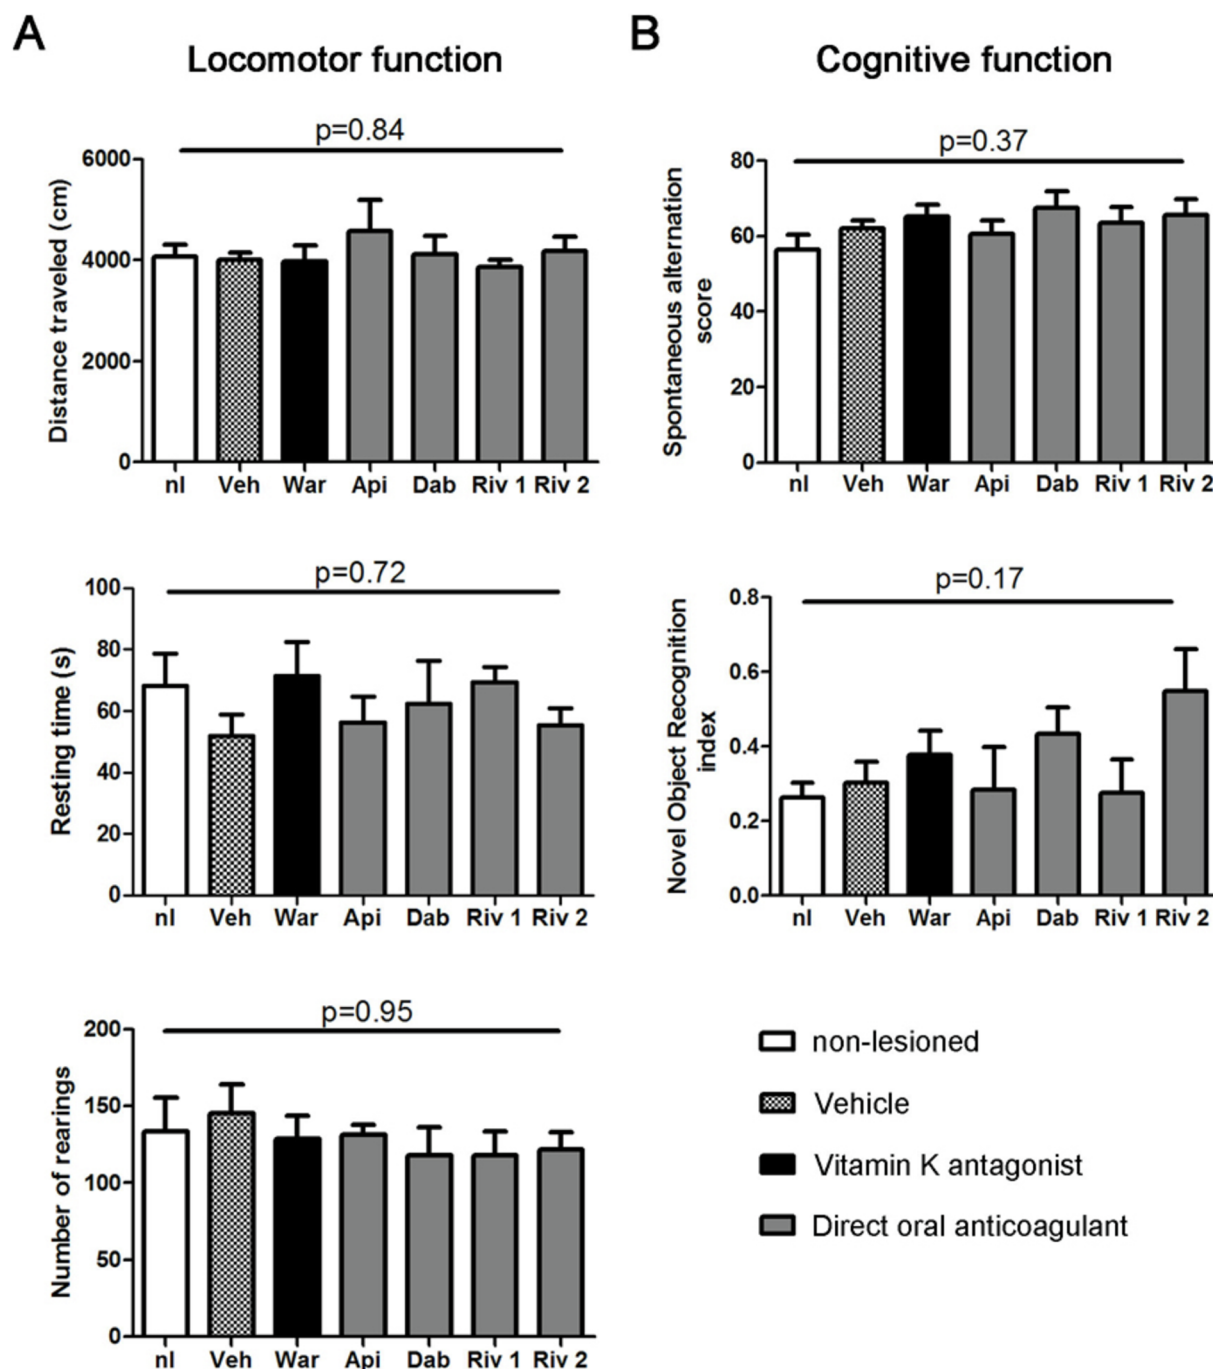 A
Locomotor function
p=0.84
Distance traveled (cm)
6000
4000
2000
0
nl Veh War Api Dab Riv 1 Riv 2
p=0.72
Resting time (s)
100
80
60
40
20
0
nl Veh War Api Dab Riv 1 Riv 2
p=0.95
Number of rearings
200
150
100
50
0
nl Veh War Api Dab Riv 1 Riv 2
B
Cognitive function
p=0.37
Spontaneous alternation
score
80
60
40
20
0
nl Veh War Api Dab Riv 1 Riv 2
p=0.17
Novel Object Recognition
index
0.8
0.6
0.4
0.2
0.0
nl Veh War Api Dab Riv 1 Riv 2
non-lesioned
Vehicle
Vitamin K antagonist
Direct oral anticoagulant